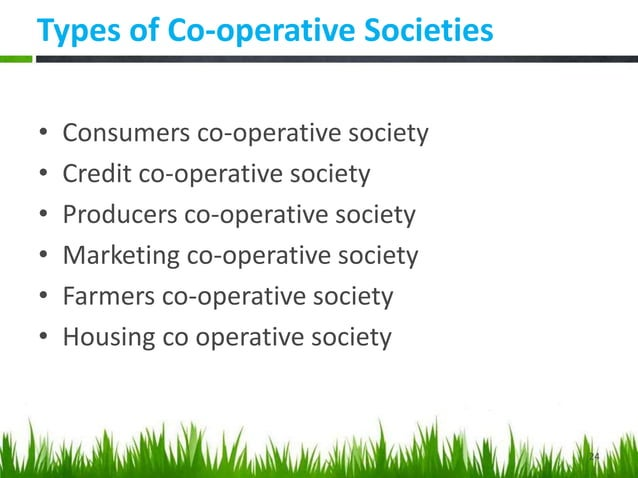 Types of Co-operative Societies
• Consumers co-operative society
• Credit co-operative society
• Producers co-operative society
• Marketing co-operative society
• Farmers co-operative society
• Housing co operative society
24